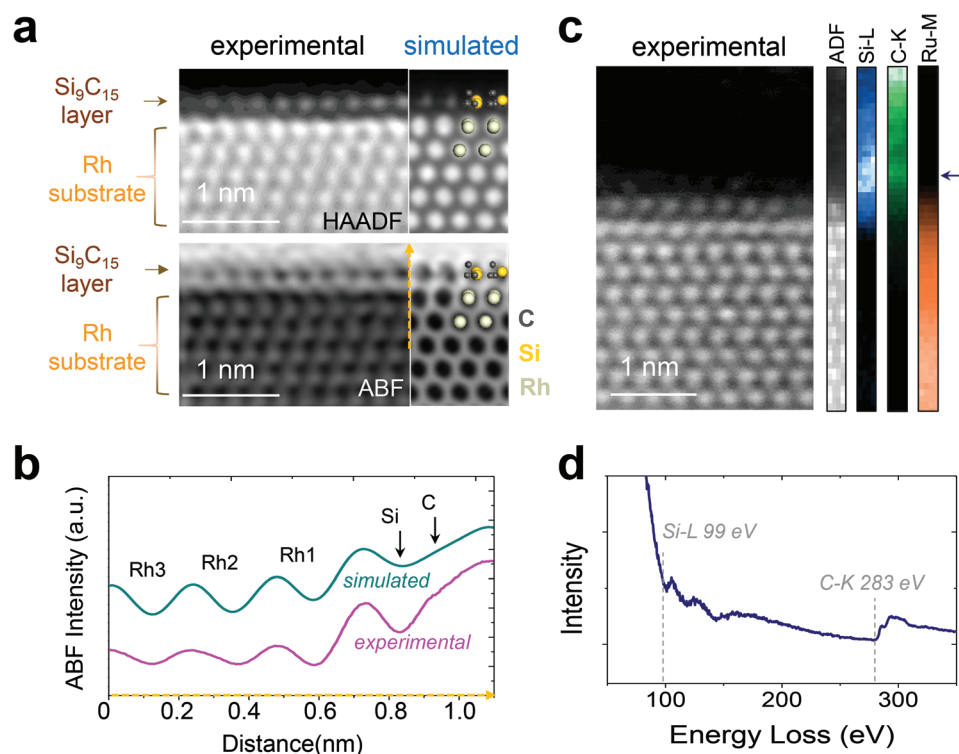 a
experimental
simulated
Si₉C₁₅
layer
Rh
substrate
1 nm
HAADF
Si₉C₁₅
layer
Rh
substrate
1 nm
ABF
C
Si
Rh
b
ABF Intensity (a.u.)
Rh3
Rh2
Rh1
Si
C
simulated
experimental
0
0.2
0.4
0.6
0.8
1.0
Distance(nm)
c
experimental
ADF
Si-L
C-K
Ru-M
1 nm
d
Intensity
Si-L 99 eV
C-K 283 eV
100
200
300
Energy Loss (eV)